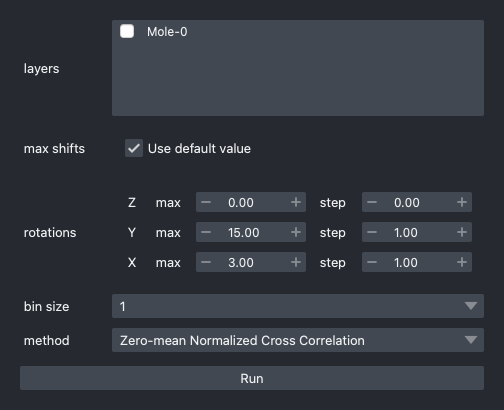 layers
Mole-0
max shifts
Use default value
rotations
Z max − 0.00 + step − 0.00 +
Y max − 15.00 + step − 1.00 +
X max − 3.00 + step − 1.00 +
bin size 1
method Zero-mean Normalized Cross Correlation
Run